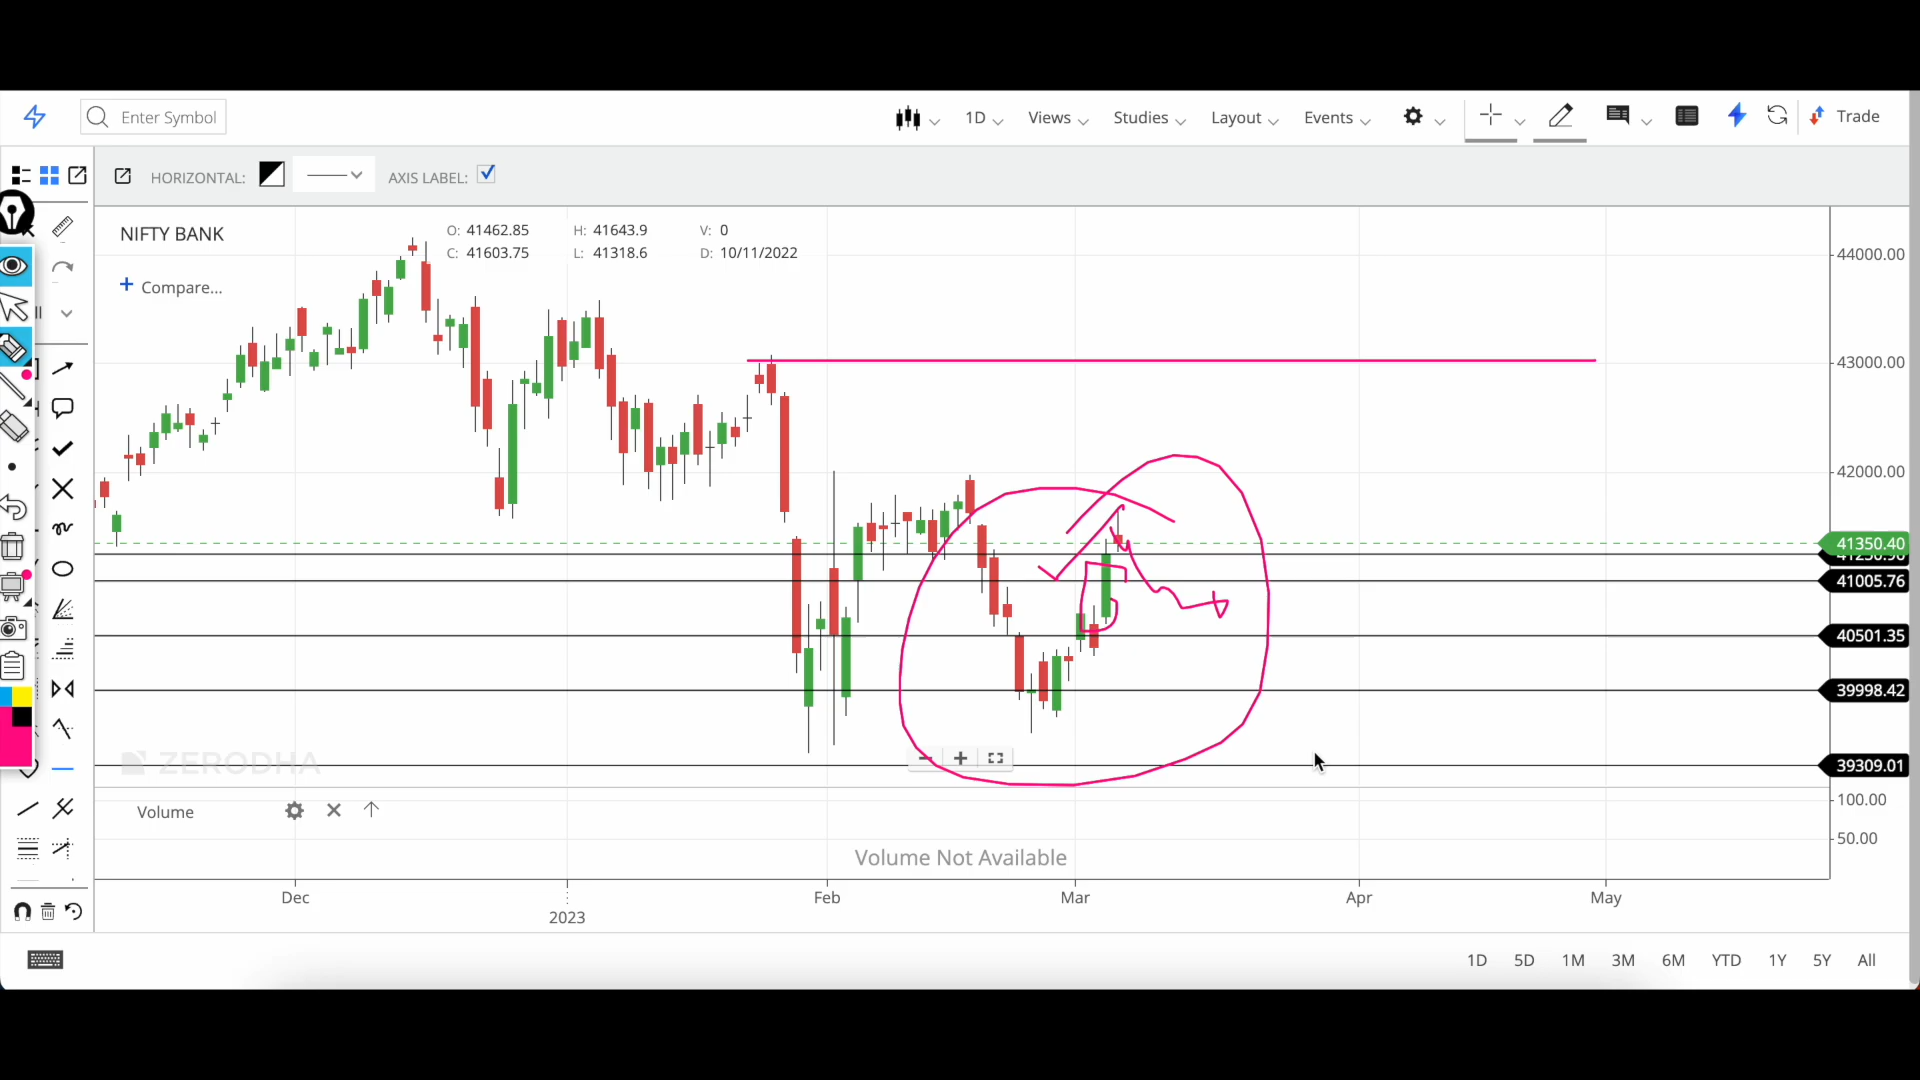 Enter Symbol
1D
Views
Studies
Layout
Events
Trade
HORIZONTAL:
AXIS LABEL:
NIFTY BANK
O: 41462.85 H: 41643.9 V: 0
C: 41603.75 L: 41318.6 D: 10/11/2022
+ Compare...
44000.00
43000.00
42000.00
41350.40
41005.76
40501.35
39998.42
39309.01
ZERODHA
Volume
100.00
50.00
Volume Not Available
Dec
2023
Feb
Mar
Apr
May
1D 5D 1M 3M 6M YTD 1Y 5Y All